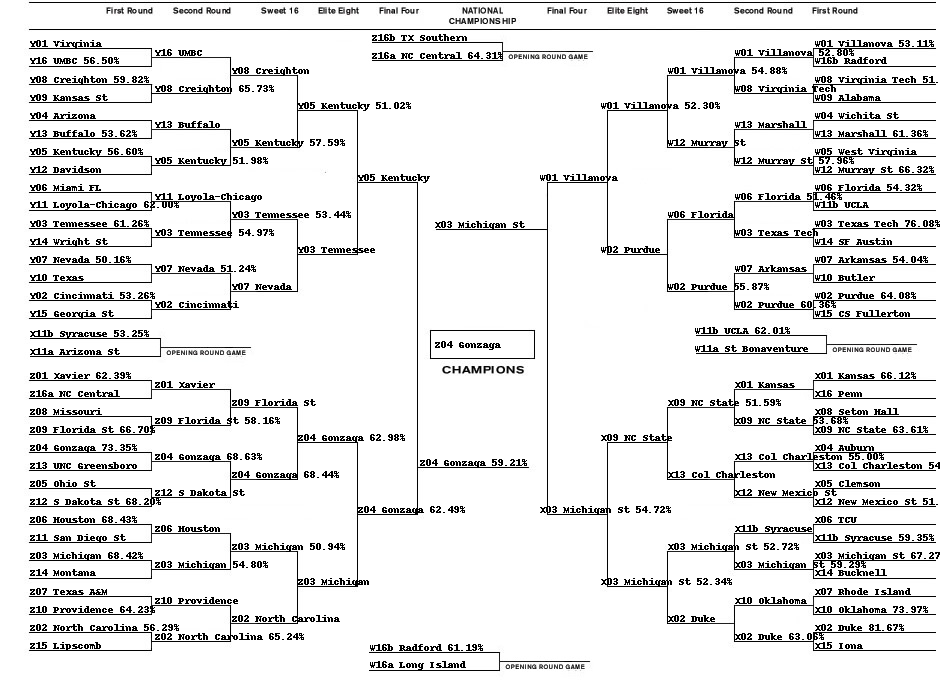 First Round Second Round Sweet 16 Elite Eight Final Four NATIONAL CHAMPIONSHIP Final Four Elite Eight Sweet 16 Second Round First Round
Z16b TX Southern
Z16a NC Central 64.31% OPENING ROUND GAME
Y01 Virginia
Y16 UMBC
Y16 UMBC 56.50%
Y08 Creighton
Y08 Creighton 59.82%
Y08 Creighton 65.73%
Y09 Kansas St
Y05 Kentucky 51.02%
Y04 Arizona
Y13 Buffalo
Y13 Buffalo 53.62%
Y05 Kentucky 57.59%
Y05 Kentucky 56.60%
Y05 Kentucky 51.98%
Y12 Davidson
Y05 Kentucky
Y06 Miami FL
Y11 Loyola-Chicago
Y11 Loyola-Chicago 62.00%
Y03 Tennessee 53.44%
Y03 Tennessee 61.26%
Y03 Tennessee 54.97%
Y14 Wright St
Y03 Tennessee
Y07 Nevada 50.16%
Y07 Nevada 51.24%
Y10 Texas
Y07 Nevada
Y02 Cincinnati 53.26%
Y02 Cincinnati
Y15 Georgia St
X11b Syracuse 53.25%
X11a Arizona St OPENING ROUND GAME
Z01 Xavier 62.39%
Z01 Xavier
Z16a NC Central
Z09 Florida St
Z08 Missouri
Z09 Florida St 58.16%
Z09 Florida St 66.70%
Z04 Gonzaga 62.98%
Z04 Gonzaga 73.35%
Z04 Gonzaga 68.63%
Z13 UNC Greensboro
Z04 Gonzaga 68.44%
Z05 Ohio St
Z12 S Dakota St
Z12 S Dakota St 68.20%
Z04 Gonzaga 62.49%
Z06 Houston 68.43%
Z06 Houston
Z11 San Diego St
Z03 Michigan 50.94%
Z03 Michigan 68.42%
Z03 Michigan 54.80%
Z14 Montana
Z03 Michigan
Z07 Texas A&M
Z10 Providence
Z10 Providence 64.23%
Z02 North Carolina
Z02 North Carolina 56.29%
Z02 North Carolina 65.24%
Z15 Lipscomb
X03 Michigan St
Z04 Gonzaga
CHAMPIONS
Z04 Gonzaga 59.21%
W16b Radford 61.19%
W16a Long Island OPENING ROUND GAME
W01 Villanova 53.11%
W01 Villanova 52.80%
W16b Radford
W01 Villanova 54.88%
W08 Virginia Tech 51.
W08 Virginia Tech
W09 Alabama
W01 Villanova 52.30%
W04 Wichita St
W13 Marshall
W13 Marshall 61.36%
W12 Murray St
W05 West Virginia
W12 Murray St 57.96%
W12 Murray St 66.32%
W01 Villanova
W06 Florida 54.32%
W06 Florida 51.46%
W11b UCLA
W06 Florida
W03 Texas Tech 76.08%
W03 Texas Tech
W14 SF Austin
W02 Purdue
W07 Arkansas 54.04%
W07 Arkansas
W10 Butler
W02 Purdue 55.87%
W02 Purdue 64.08%
W02 Purdue 60.36%
W15 CS Fullerton
W11b UCLA 62.01%
W11a St Bonaventure OPENING ROUND GAME
X01 Kansas 66.12%
X01 Kansas
X16 Penn
X09 NC State 51.59%
X08 Seton Hall
X09 NC State 53.68%
X09 NC State 63.61%
X09 NC State
X04 Auburn
X13 Col Charleston 55.00%
X13 Col Charleston 54
X13 Col Charleston
X05 Clemson
X12 New Mexico St
X12 New Mexico St 51.
X03 Michigan St 54.72%
X06 TCU
X11b Syracuse
X11b Syracuse 59.35%
X03 Michigan St 52.72%
X03 Michigan St 67.27
X03 Michigan St 59.29%
X14 Bucknell
X03 Michigan St 52.34%
X07 Rhode Island
X10 Oklahoma
X10 Oklahoma 73.97%
X02 Duke
X02 Duke 81.67%
X02 Duke 63.06%
X15 Iona